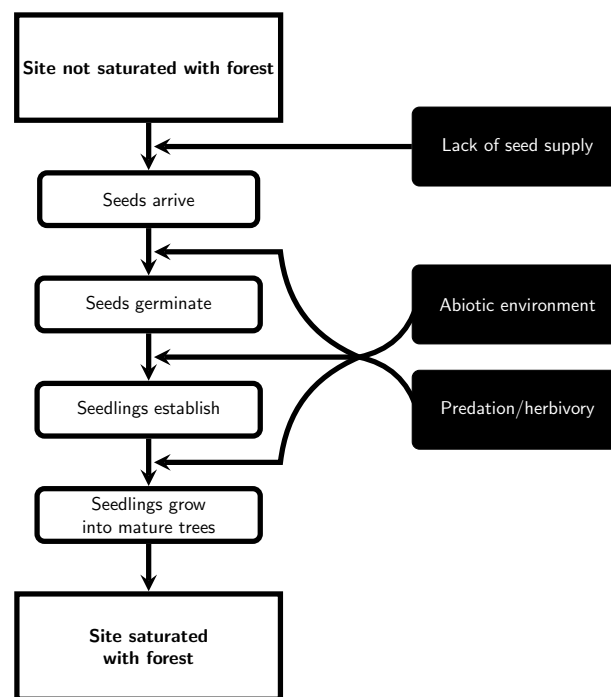 Site not saturated with forest
Lack of seed supply
Seeds arrive
Seeds germinate
Abiotic environment
Seedlings establish
Predation/herbivory
Seedlings grow
into mature trees
Site saturated
with forest